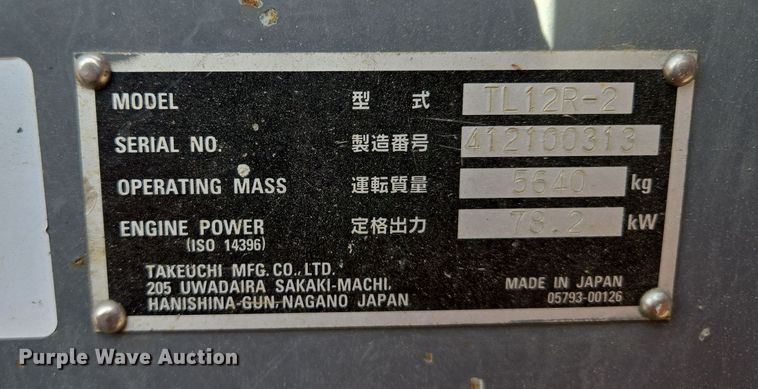 MODEL 型式 TL12R-2
SERIAL NO. 製造番号 412100313
OPERATING MASS 運転質量 5640 kg
ENGINE POWER 定格出力 78.2 kW
(ISO 14396)
TAKEUCHI MFG. CO., LTD.
205 UWADAIRA SAKAKI-MACHI,
HANISHINA-GUN, NAGANO JAPAN
MADE IN JAPAN
05793-00126
Purple Wave Auction